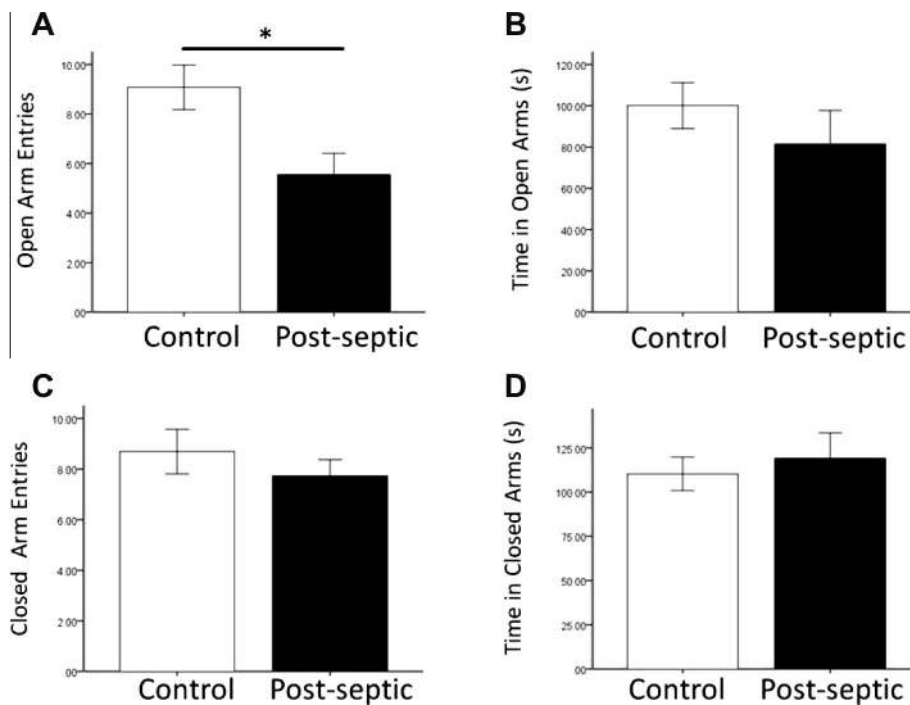 A
*
Open Arm Entries
10 00
8 00
6 00
4 00
2 00
00
Control Post-septic
B
Time in Open Arms (s)
120 00
100 00
80 00
60 00
40 00
20 00
00
Control Post-septic
C
Closed Arm Entries
10 00
8 00
6 00
4 00
2 00
00
Control Post-septic
D
Time in Closed Arms (s)
125 00
100 00
75 00
50 00
25 00
00
Control Post-septic